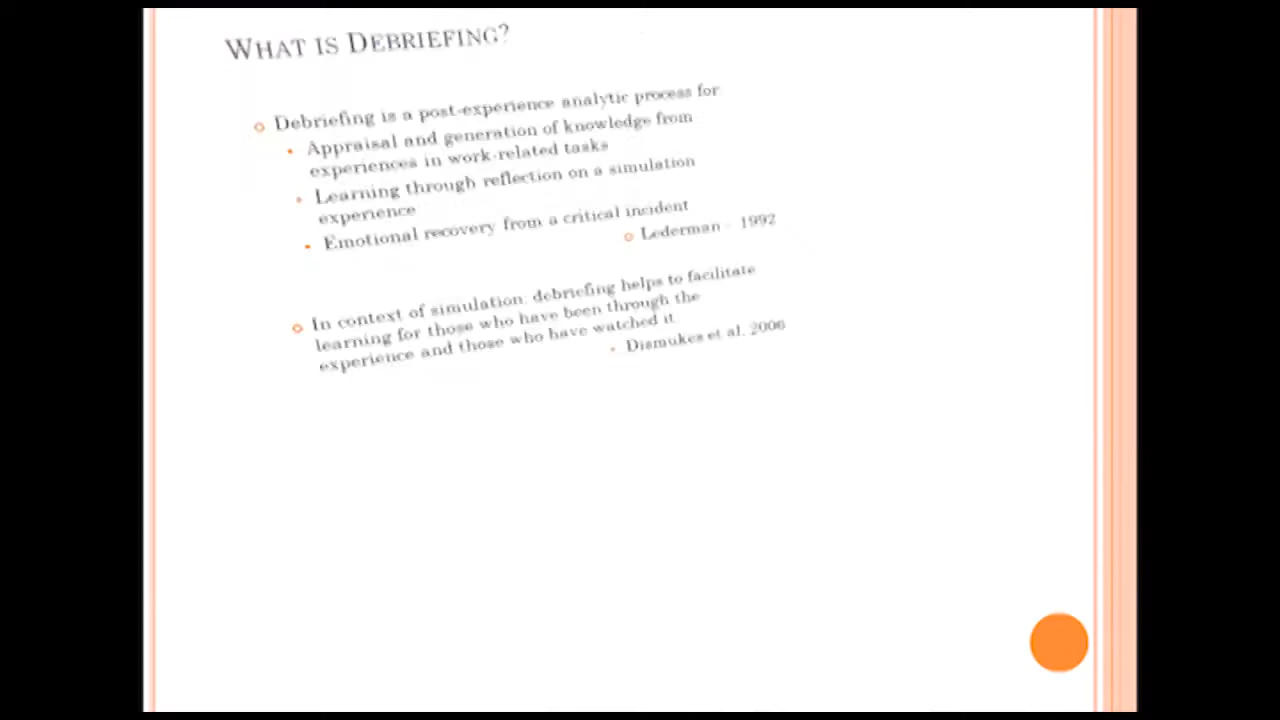 WHAT IS DEBRIEFING?
Debriefing is a post-experience analytic process for
Appraisal and generation of knowledge from
experiences in work-related tasks
Learning through reflection on a simulation
experience
Emotional recovery from a critical incident
Lederman - 1992
In context of simulation, debriefing helps to facilitate
learning for those who have been through the
experience and those who have watched it.
Dismukes et al. 2006